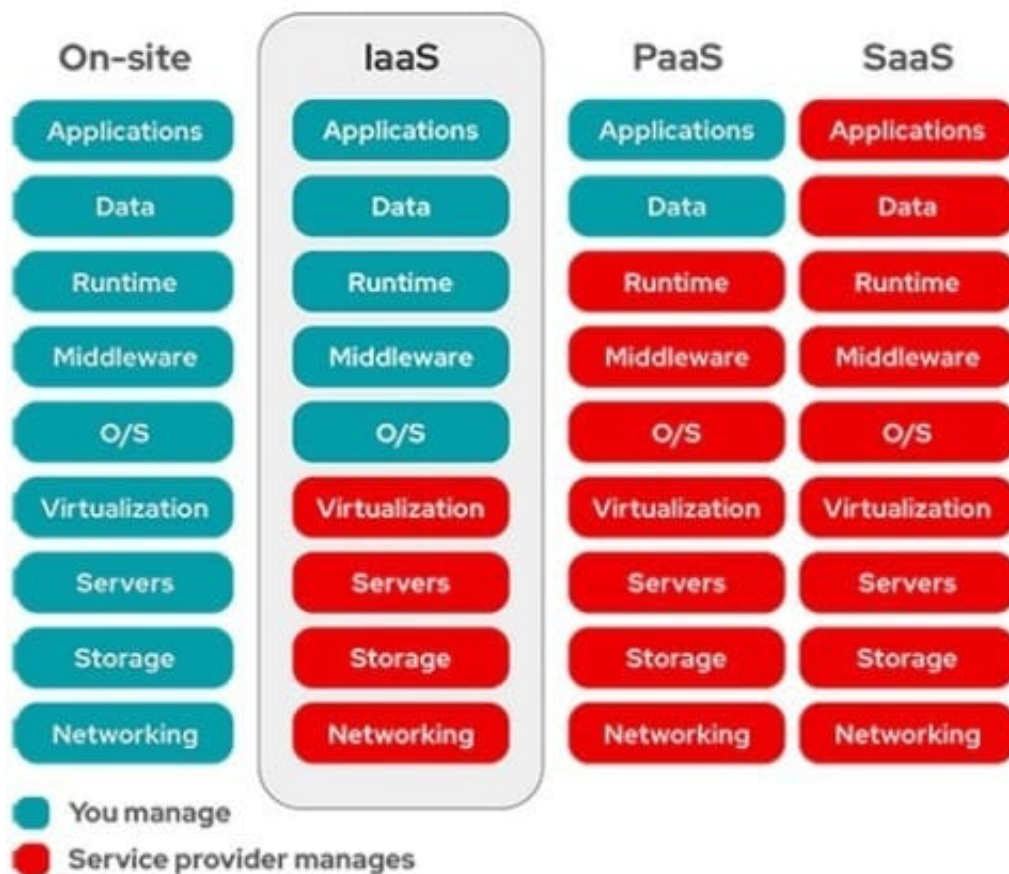 On-site IaaS PaaS SaaS
Applications Applications Applications Applications
Data Data Data Data
Runtime Runtime Runtime Runtime
Middleware Middleware Middleware Middleware
O/S O/S O/S O/S
Virtualization Virtualization Virtualization Virtualization
Servers Servers Servers Servers
Storage Storage Storage Storage
Networking Networking Networking Networking
You manage
Service provider manages